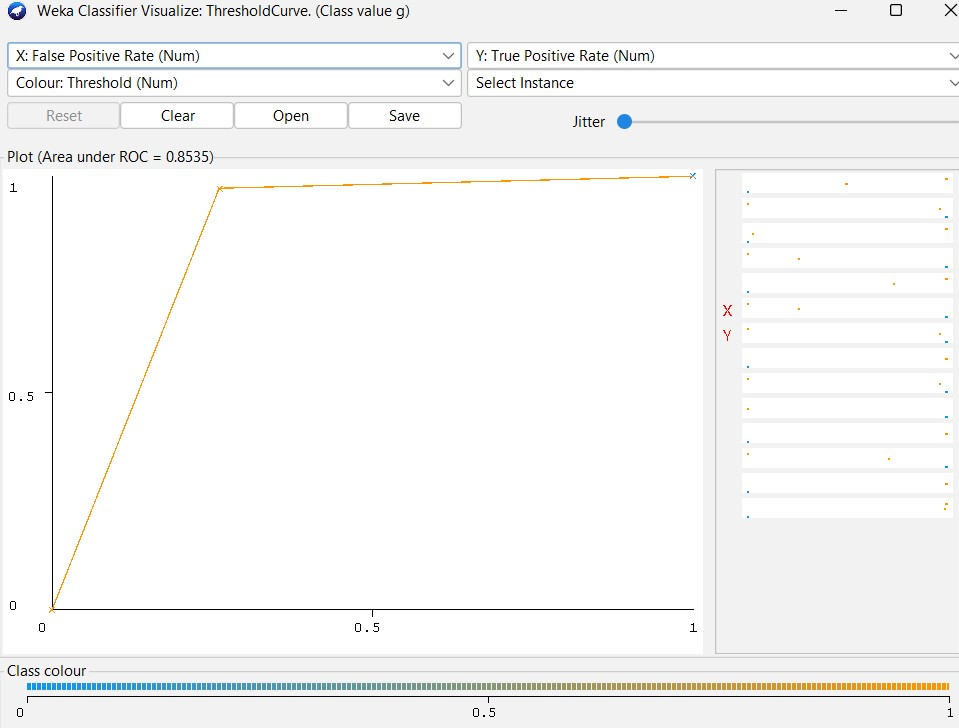 Weka Classifier Visualize: ThresholdCurve. (Class value g)
X: False Positive Rate (Num)
Y: True Positive Rate (Num)
Colour: Threshold (Num)
Select Instance
Reset
Clear
Open
Save
Jitter
Plot (Area under ROC = 0.8535)
1
0.5
0
0
0.5
1
X
Y
Class colour
0
0.5
1